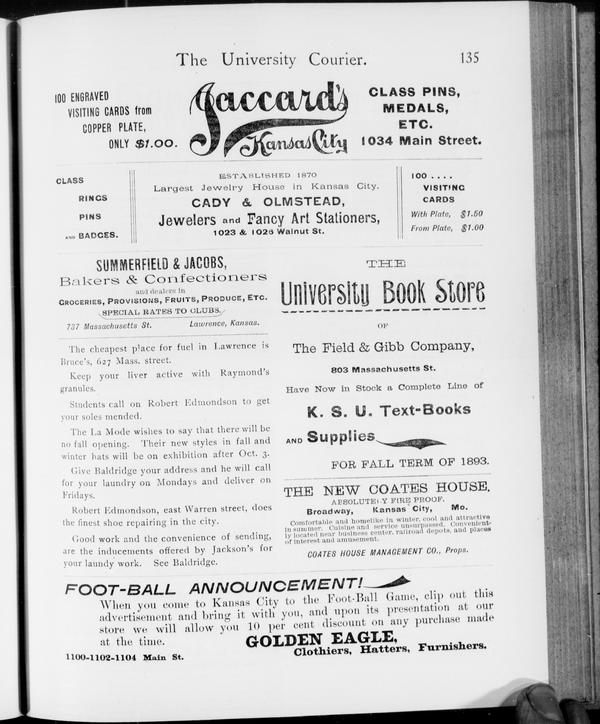 The University Courier.
135
100 ENGRAVED
VISITING CARDS from
COPPER PLATE,
ONLY $1.00.
Jaccard's
Kansas City
CLASS PINS,
MEDALS,
ETC.
1034 Main Street.
CLASS
RINGS
PINS
AND BADGES.
ESTABLISHED 1870
Largest Jewelry House in Kansas City.
CADY & OLMSTEAD,
Jewelers and Fancy Art Stationers,
1023 & 1025 Walnut St.
100 ....
VISITING
CARDS
With Plate, $1.50
From Plate, $1.00
SUMMERFIELD & JACOBS,
Bakers & Confectioners
and dealers in
GROCERIES, PROVISIONS, FRUITS, PRODUCE, ETC.
SPECIAL RATES TO CLUBS.
737 Massachusetts St. Lawrence, Kansas.
The cheapest place for fuel in Lawrence is
Bruce's, 627 Mass. street.
Keep your liver active with Raymond's
granules.
Students call on Robert Edmondson to get
your soles mended.
The La Mode wishes to say that there will be
no fall opening. Their new styles in fall and
winter hats will be on exhibition after Oct. 3.
Give Baldridge your address and he will call
for your laundry on Mondays and deliver on
Fridays.
Robert Edmondson, east Warren street, does
the finest shoe repairing in the city.
Good work and the convenience of sending,
are the inducements offered by Jackson's for
your laundy work. See Baldridge.
THE
University Book Store
OF
The Field & Gibb Company,
803 Massachusetts St.
Have Now in Stock a Complete Line of
K. S. U. Text-Books
AND Supplies
FOR FALL TERM OF 1893.
THE NEW COATES HOUSE.
ABSOLUTELY FIRE PROOF.
Broadway, Kansas City, Mo.
Comfortable and homelike in winter, cool and attractive
in summer. Cuisine and service unsurpassed. Convenient-
ly located near business center, railroad depots, and places
of interest and amusement.
COATES HOUSE MANAGEMENT CO., Props.
FOOT-BALL ANNOUNCEMENT!
When you come to Kansas City to the Foot-Ball Game, clip out this
advertisement and bring it with you, and upon its presentation at our
store we will allow you 10 per cent discount on any purchase made
at the time.
GOLDEN EAGLE,
1100-1102-1104 Main St. Clothiers, Hatters, Furnishers.